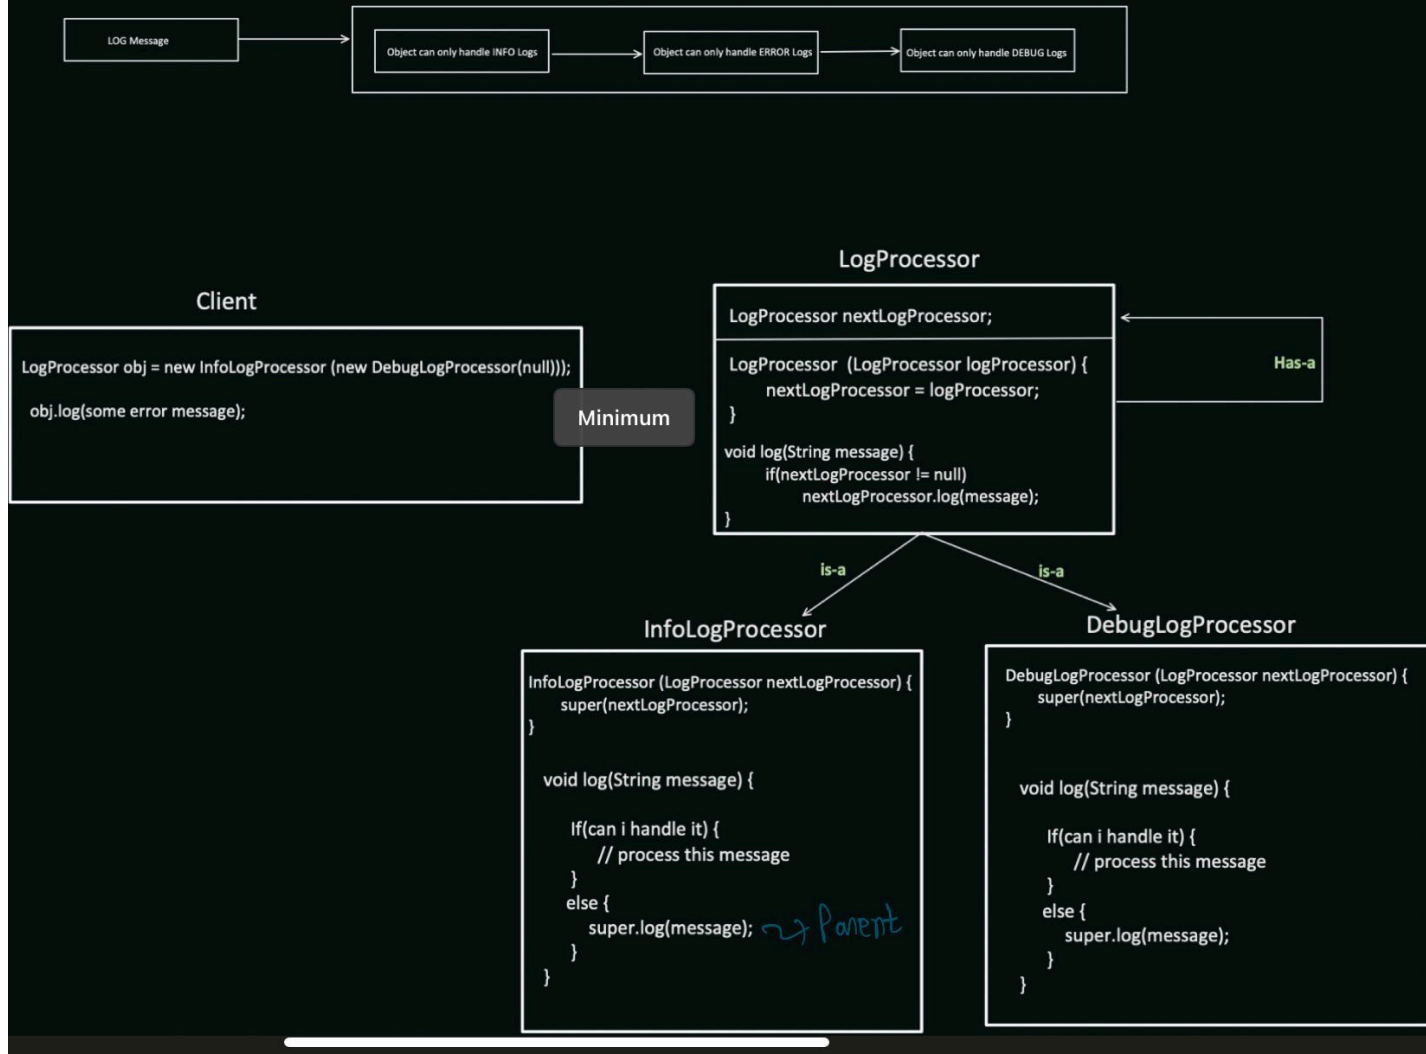 LOG Message
Object can only handle INFO Logs
Object can only handle ERROR Logs
Object can only handle DEBUG Logs
Client
LogProcessor obj = new InfoLogProcessor (new DebugLogProcessor(null)));
obj.log(some error message);
Minimum
LogProcessor
LogProcessor nextLogProcessor;
LogProcessor (LogProcessor logProcessor) {
nextLogProcessor = logProcessor;
}
void log(String message) {
if(nextLogProcessor != null)
nextLogProcessor.log(message);
}
Has-a
is-a
is-a
InfoLogProcessor
InfoLogProcessor (LogProcessor nextLogProcessor) {
super(nextLogProcessor);
}
void log(String message) {
If(can i handle it) {
// process this message
}
else {
super.log(message);
Parent
}
}
DebugLogProcessor
DebugLogProcessor (LogProcessor nextLogProcessor) {
super(nextLogProcessor);
}
void log(String message) {
If(can i handle it) {
// process this message
}
else {
super.log(message);
}
}